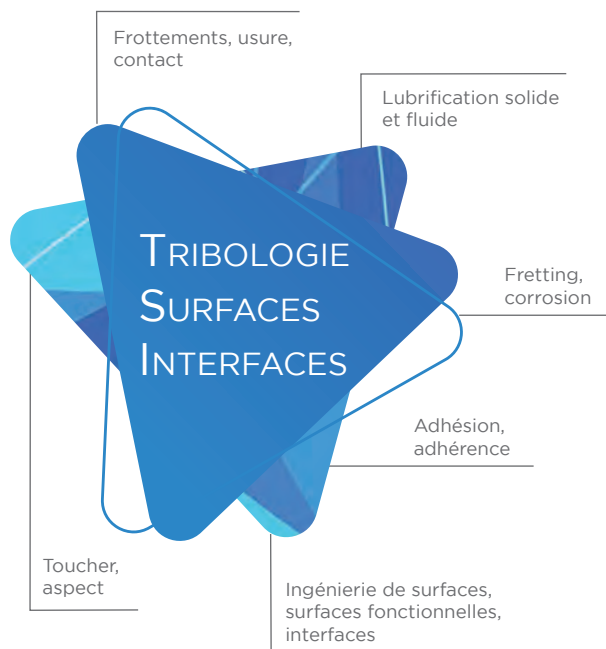 Frottements, usure,
contact
Lubrification solide
et fluide
TRIBOLOGIE
SURFACES
INTERFACES
Fretting,
corrosion
Adhésion,
adhérence
Toucher,
aspect
Ingénierie de surfaces,
surfaces fonctionnelles,
interfaces